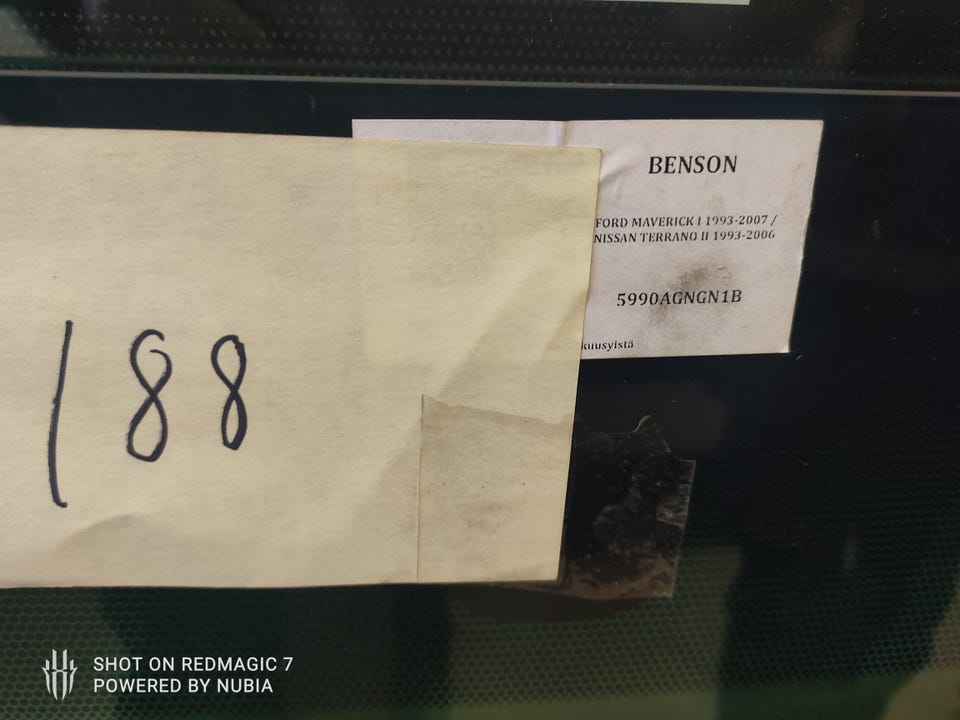 BENSON
FORD MAVERICK I 1993-2007 /
NISSAN TERRANO II 1993-2006
5990AGNGN1B
kuusyistä
188
SHOT ON REDMAGIC 7
POWERED BY NUBIA